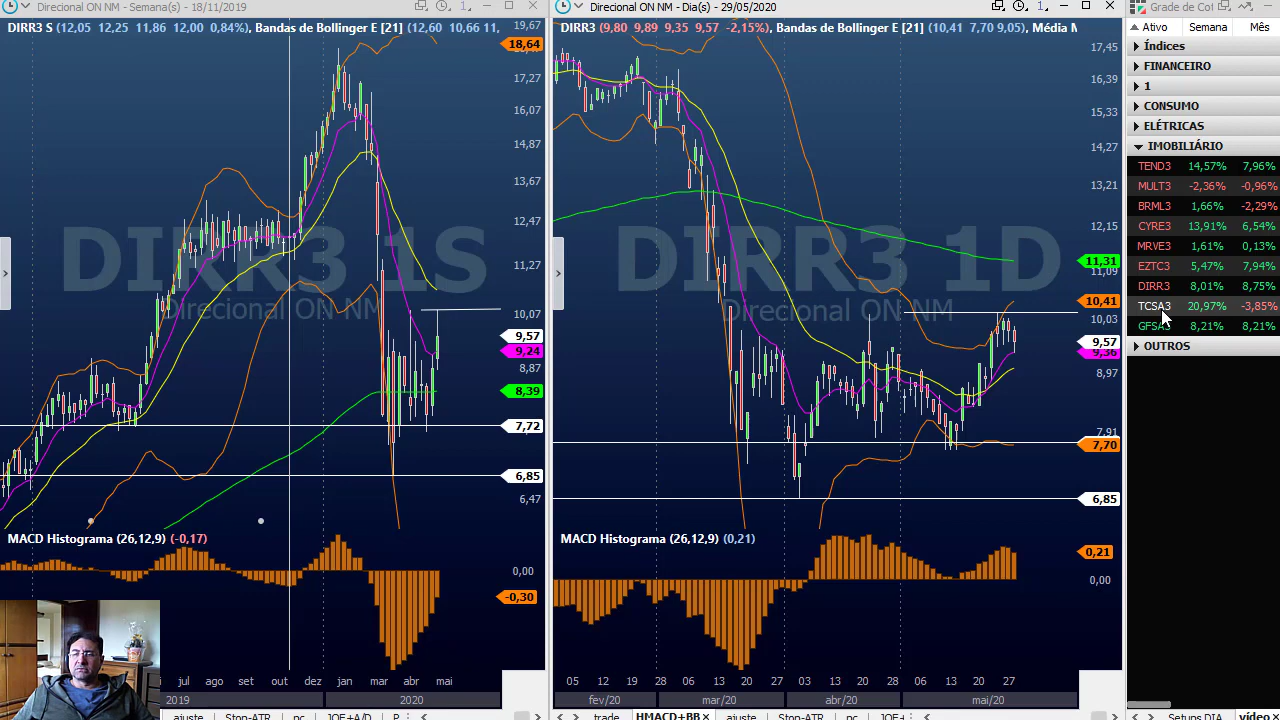 Direcional ON NM - Semana(s) - 18/11/2019
DIRR3 S (12,05 12,25 11,86 12,00 0,84%), Bandas de Bollinger E [21] (12,60 10,66 11,
19,67
18,64
17,27
16,07
14,87
13,67
12,47
11,27
10,07
9,57
9,24
8,87
8,39
7,72
6,85
6,47
DIRR3 1S
Direcional ON NM
MACD Histograma (26,12,9) (-0,17)
0,00
-0,30
jul ago set out dez jan mar abr mai
2019 2020
ajuste Stop-ATR pc JOE+A/D P
Direcional ON NM - Dia(s) - 29/05/2020
DIRR3 (9,80 9,89 9,35 9,57 -2,15%), Bandas de Bollinger E [21] (10,41 7,70 9,05), Média M
17,45
16,39
15,33
14,27
13,21
12,15
11,31
11,09
10,41
10,03
9,57
9,36
8,97
7,91
7,70
6,85
DIRR3 1D
Direcional ON NM
MACD Histograma (26,12,9) (0,21)
0,21
0,00
05 12 19 28 06 13 20 27 03 13 20 28 06 13 20 27
fev/20 mar/20 abr/20 mai/20
trade HMACD+BB ajuste Stop-ATR pc JOE+
Grade de Cot
Ativo Semana Mês
Índices
FINANCEIRO
1
CONSUMO
ELÉTRICAS
IMOBILIÁRIO
TEND3 14,57% 7,96%
MULT3 -2,36% -0,96%
BRML3 1,66% -2,29%
CYRE3 13,91% 6,54%
MRVE3 1,61% 0,13%
EZTC3 5,47% 7,94%
DIRR3 8,01% 8,75%
TCSA3 20,97% -3,85%
GFSA3 8,21% 8,21%
OUTROS
Setups DIA vídeo